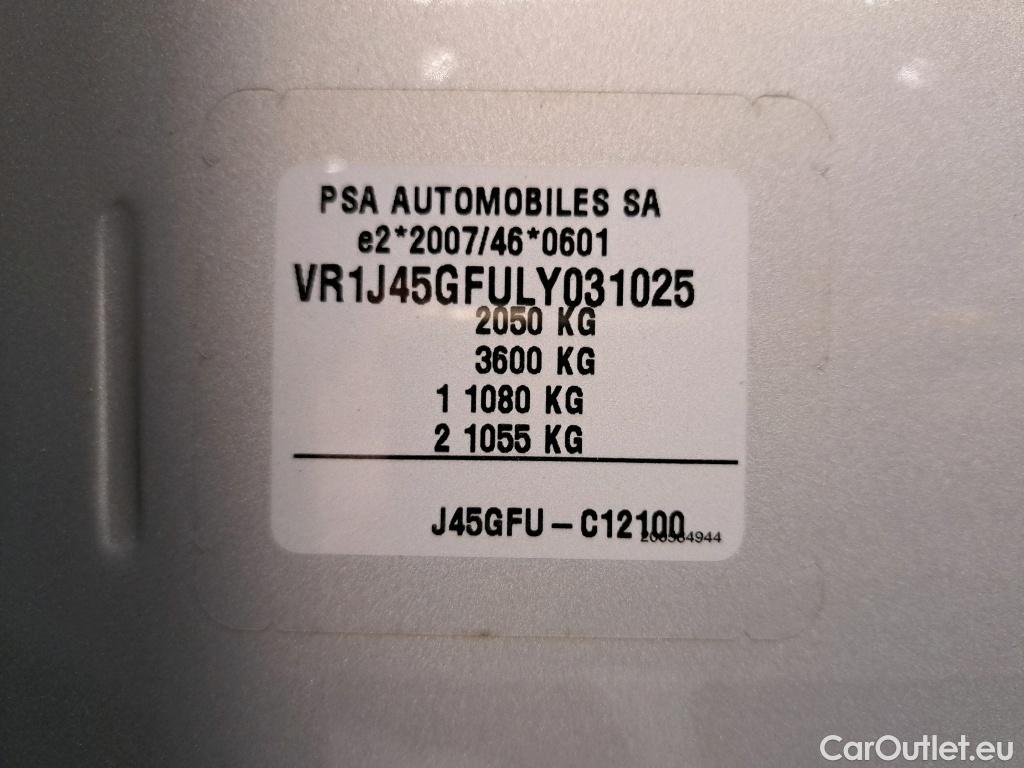 PSA AUTOMOBILES SA
e2*2007/46*0601
VR1J45GFULY031025
2050 KG
3600 KG
1 1080 KG
2 1055 KG
J45GFU – C12100
CarOutlet.eu